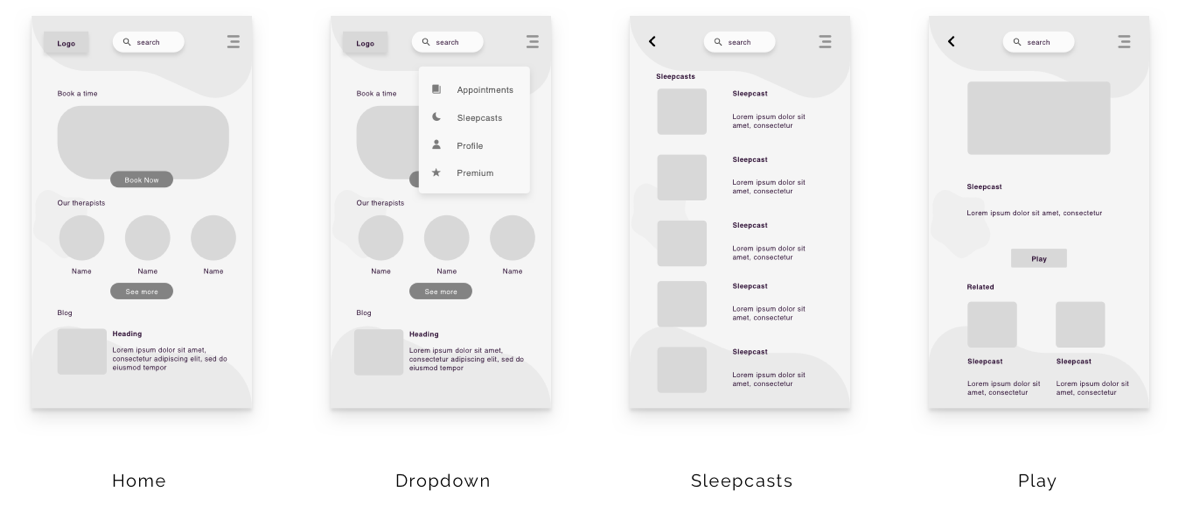 Logo
search
Book a time
Book Now
Our therapists
Name Name Name
See more
Blog
Heading
Lorem ipsum dolor sit amet,
consectetur adipiscing elit, sed do
eiusmod tempor
Home
Logo
search
Book a time
Appointments
Sleepcasts
Profile
Premium
Our therapists
Name Name Name
See more
Blog
Heading
Lorem ipsum dolor sit amet,
consectetur adipiscing elit, sed do
eiusmod tempor
Dropdown
search
Sleepcasts
Sleepcast
Lorem ipsum dolor sit
amet, consectetur
Sleepcast
Lorem ipsum dolor sit
amet, consectetur
Sleepcast
Lorem ipsum dolor sit
amet, consectetur
Sleepcast
Lorem ipsum dolor sit
amet, consectetur
Sleepcast
Lorem ipsum dolor sit
amet, consectetur
Sleepcasts
search
Sleepcast
Lorem ipsum dolor sit amet, consectetur
Play
Related
Sleepcast
Lorem ipsum dolor sit
amet, consectetur
Sleepcast
Lorem ipsum dolor sit
amet, consectetur
Play